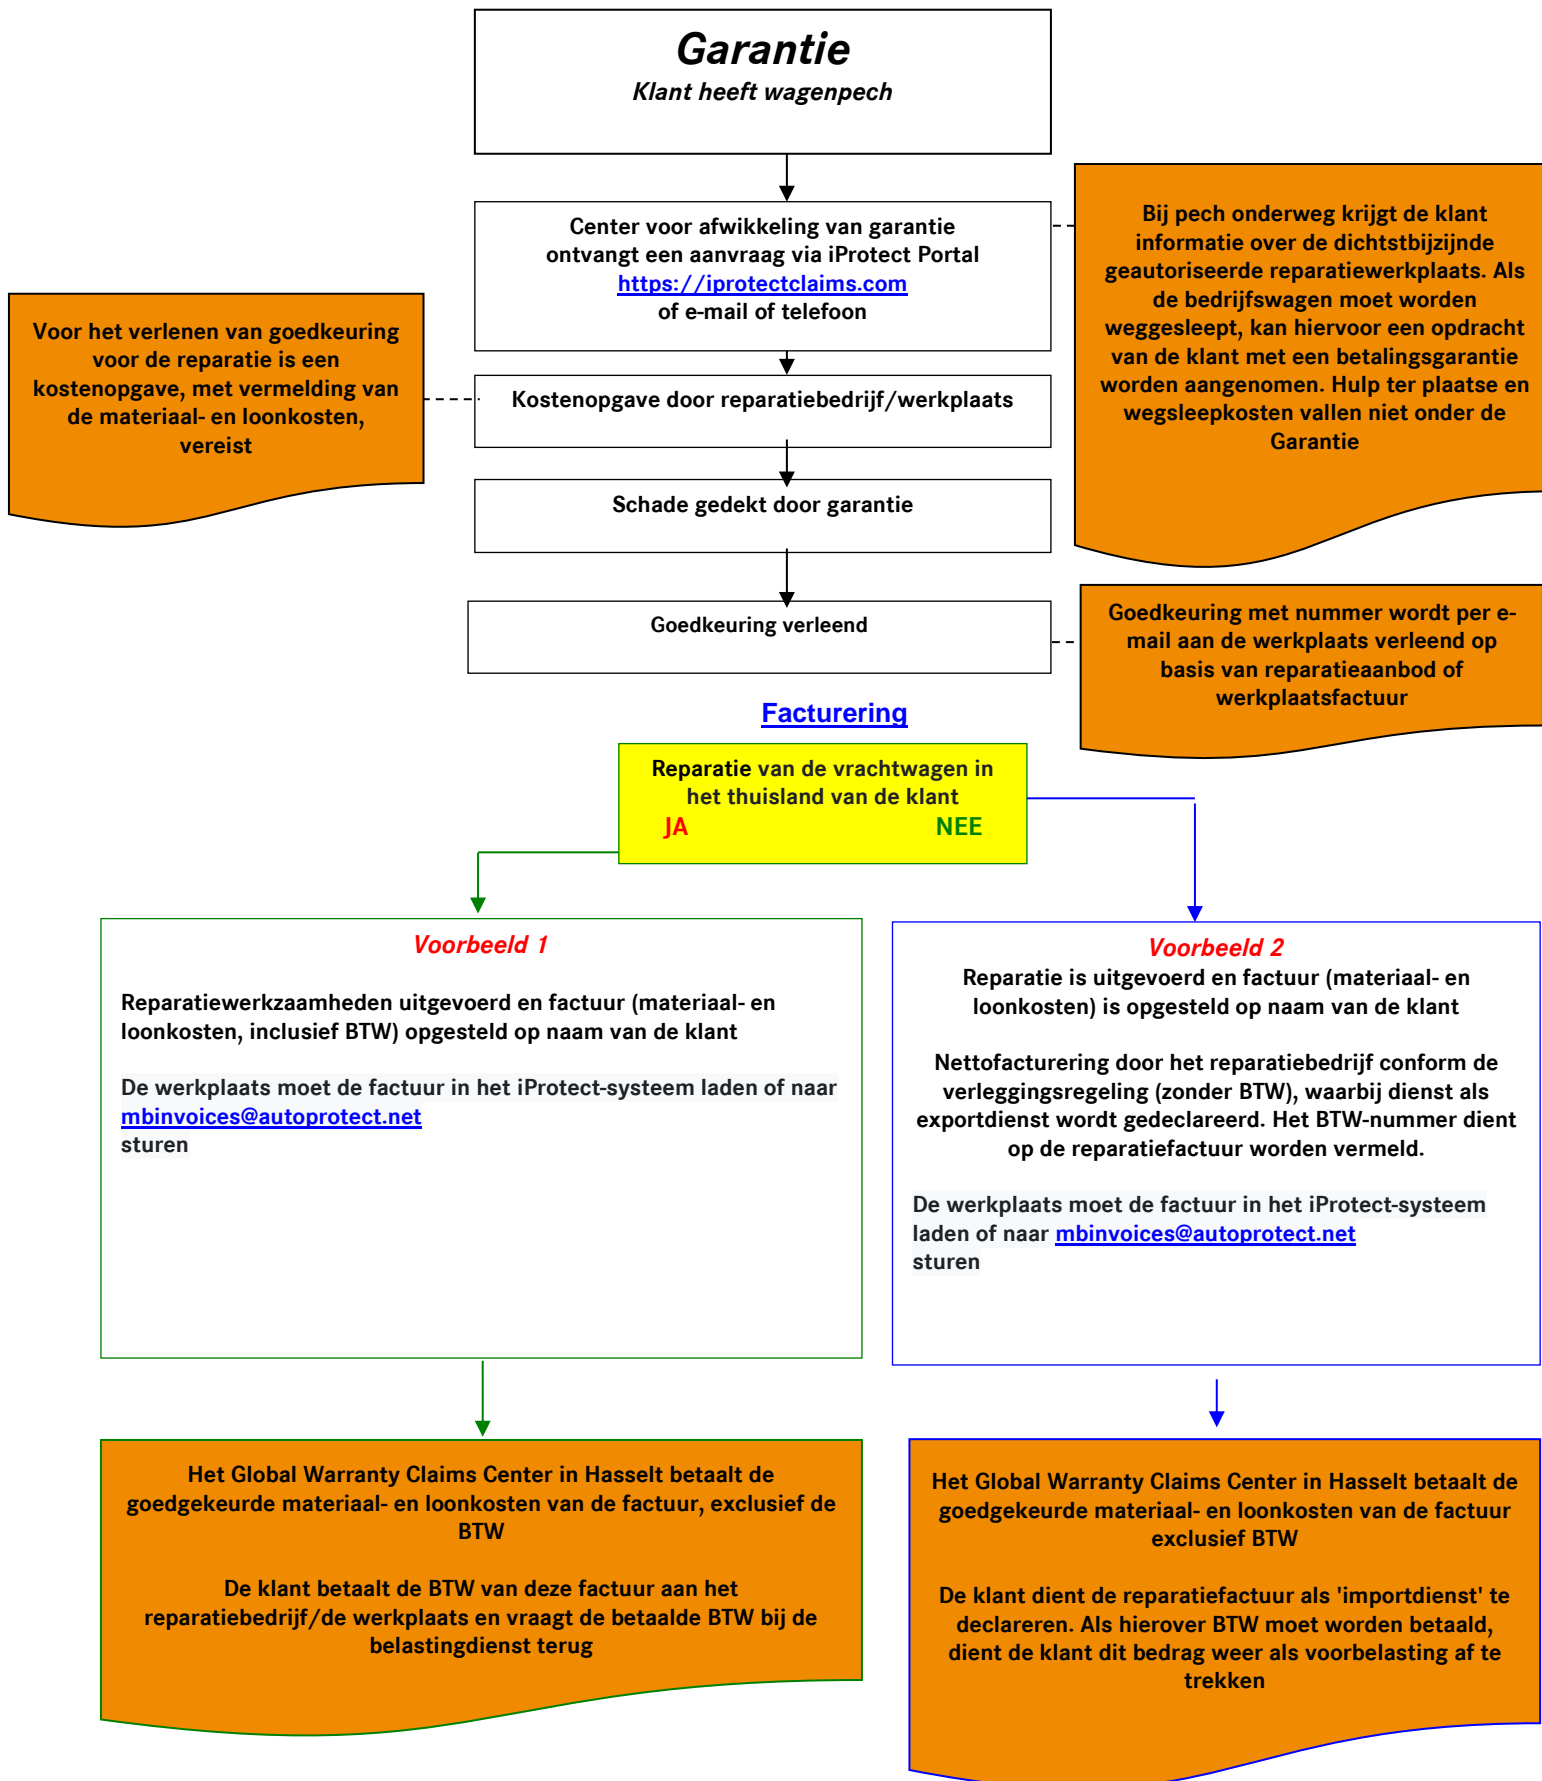 Garantie
Klant heeft wagenpech
Center voor afwikkeling van garantie
ontvangt een aanvraag via iProtect Portal
https://iprotectclaims.com
of e-mail of telefoon
Bij pech onderweg krijgt de klant
informatie over de dichtstbijzijnde
geautoriseerde reparatiewerkplaats. Als
de bedrijfswagen moet worden
weggesleept, kan hiervoor een opdracht
van de klant met een betalingsgarantie
worden aangenomen. Hulp ter plaatse en
wegsleepkosten vallen niet onder de
Garantie
Voor het verlenen van goedkeuring
voor de reparatie is een
kostenopgave, met vermelding van
de materiaal- en loonkosten,
vereist
Kostenopgave door reparatiebedrijf/werkplaats
Schade gedekt door garantie
Goedkeuring verleend
Goedkeuring met nummer wordt per e-
mail aan de werkplaats verleend op
basis van reparatieaanbod of
werkplaatsfactuur
Facturering
Reparatie van de vrachtwagen in
het thuisland van de klant
JA NEE
Voorbeeld 1
Reparatiewerkzaamheden uitgevoerd en factuur (materiaal- en
loonkosten, inclusief BTW) opgesteld op naam van de klant
De werkplaats moet de factuur in het iProtect-systeem laden of naar
mbinvoices@autoprotect.net
sturen
Voorbeeld 2
Reparatie is uitgevoerd en factuur (materiaal- en
loonkosten) is opgesteld op naam van de klant
Nettofacturering door het reparatiebedrijf conform de
verleggingsregeling (zonder BTW), waarbij dienst als
exportdienst wordt gedeclareerd. Het BTW-nummer dient
op de reparatiefactuur worden vermeld.
De werkplaats moet de factuur in het iProtect-systeem
laden of naar mbinvoices@autoprotect.net
sturen
Het Global Warranty Claims Center in Hasselt betaalt de
goedgekeurde materiaal- en loonkosten van de factuur, exclusief de
BTW
De klant betaalt de BTW van deze factuur aan het
reparatiebedrijf/de werkplaats en vraagt de betaalde BTW bij de
belastingdienst terug
Het Global Warranty Claims Center in Hasselt betaalt de
goedgekeurde materiaal- en loonkosten van de factuur
exclusief BTW
De klant dient de reparatiefactuur als 'importdienst' te
declareren. Als hierover BTW moet worden betaald,
dient de klant dit bedrag weer als voorbelasting af te
trekken